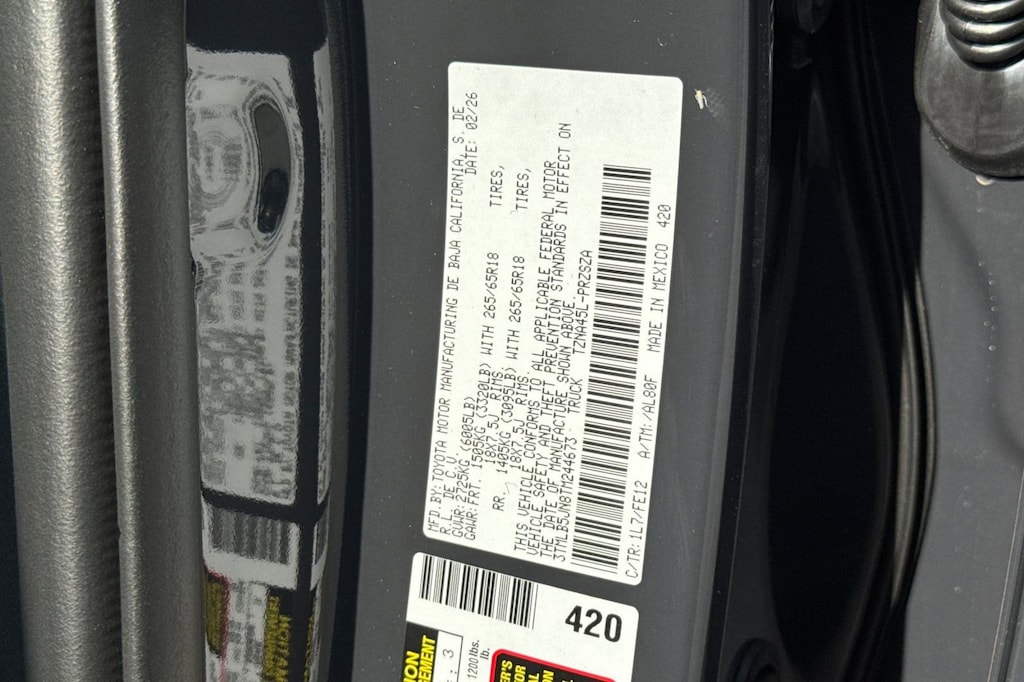 MFD.BY:TOYOTA MOTOR MANUFACTURING DE BAJA CALIFORNIA, S. DE
R.L. DE C.V. DATE: 02/26
GVWR:2725KG (6005LB)
GAWR:FRT. 1505KG (3320LB) WITH 265/65R18 TIRES,
18X7.5J RIMS
RR. 1405KG (3095LB) WITH 265/65R18 TIRES,
18X7.5J RIMS
THIS VEHICLE CONFORMS TO ALL APPLICABLE FEDERAL MOTOR
VEHICLE SAFETY AND THEFT PREVENTION STANDARDS IN EFFECT ON
THE DATE OF MANUFACTURE SHOWN ABOVE.
3TMLB5JN8TM244673 TRUCK TZNA45L-PRZSZA
C/TR:1L7/FE12 A/TM:/AL80F MADE IN MEXICO 420
420
: 3
1200lbs.
lb.